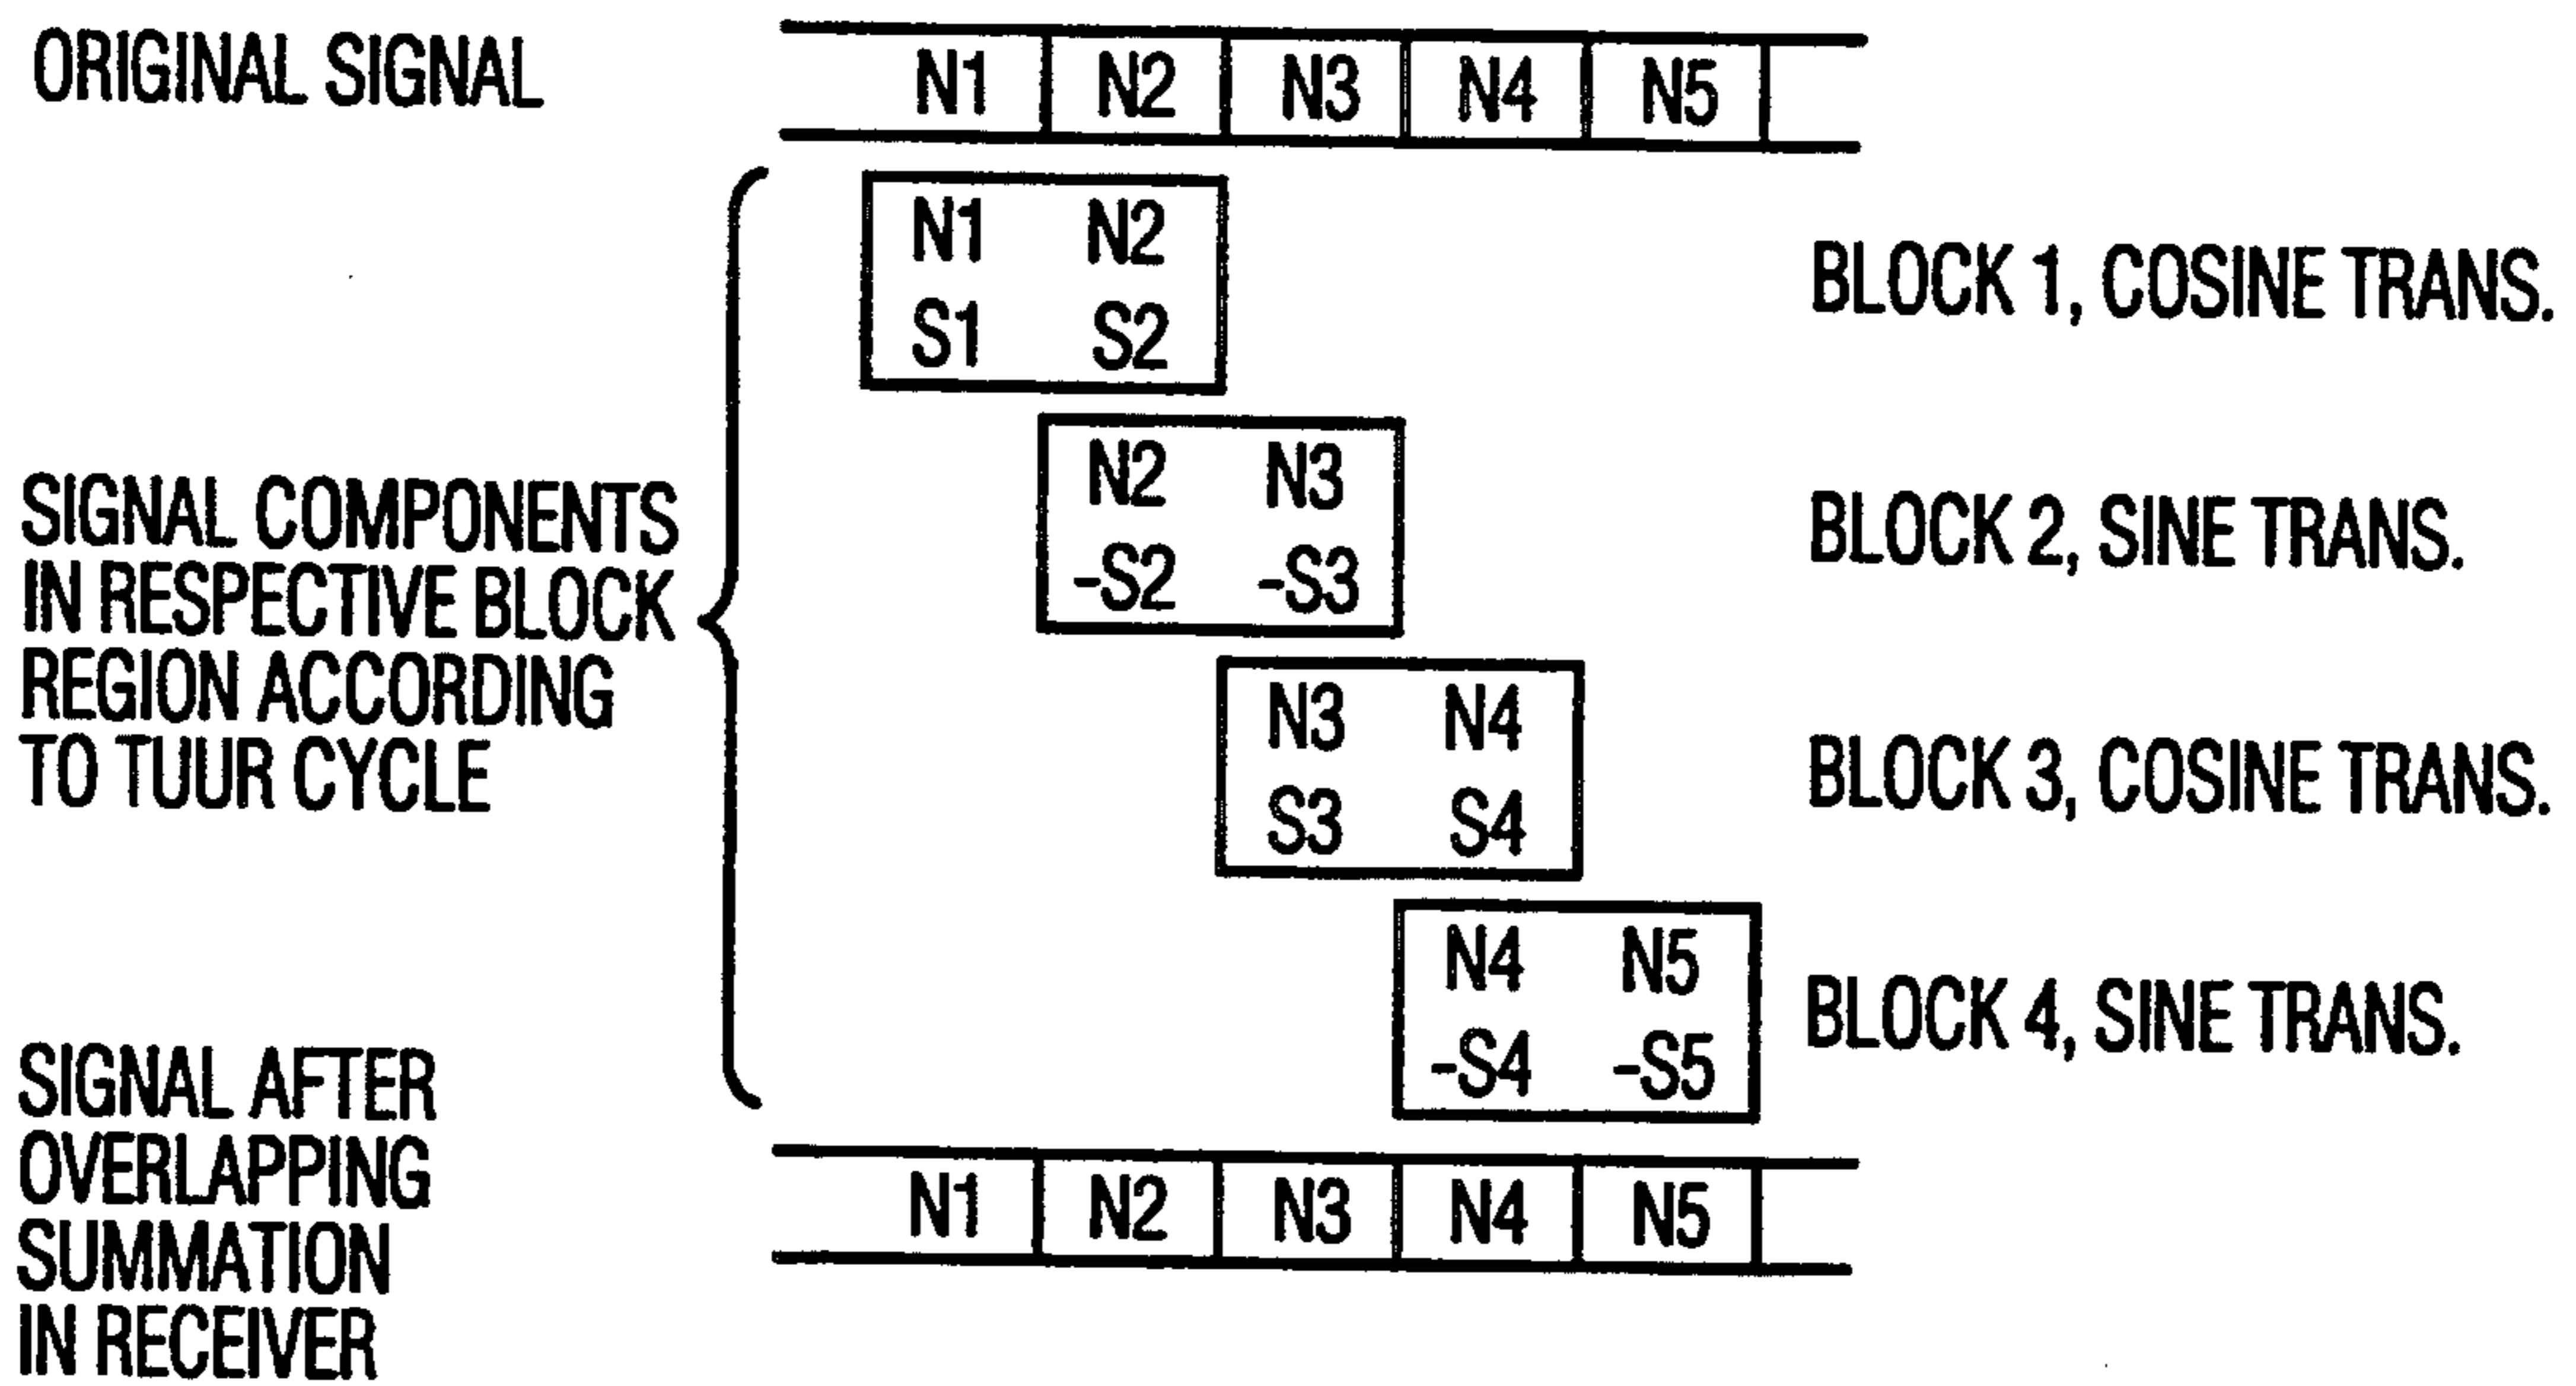 ORIGINAL SIGNAL
N1 N2 N3 N4 N5
N1 N2
S1 S2
BLOCK 1, COSINE TRANS.
N2 N3
-S2 -S3
BLOCK 2, SINE TRANS.
SIGNAL COMPONENTS
IN RESPECTIVE BLOCK
REGION ACCORDING
TO TUUR CYCLE
N3 N4
S3 S4
BLOCK 3, COSINE TRANS.
N4 N5
-S4 -S5
BLOCK 4, SINE TRANS.
SIGNAL AFTER
OVERLAPPING
SUMMATION
IN RECEIVER
N1 N2 N3 N4 N5